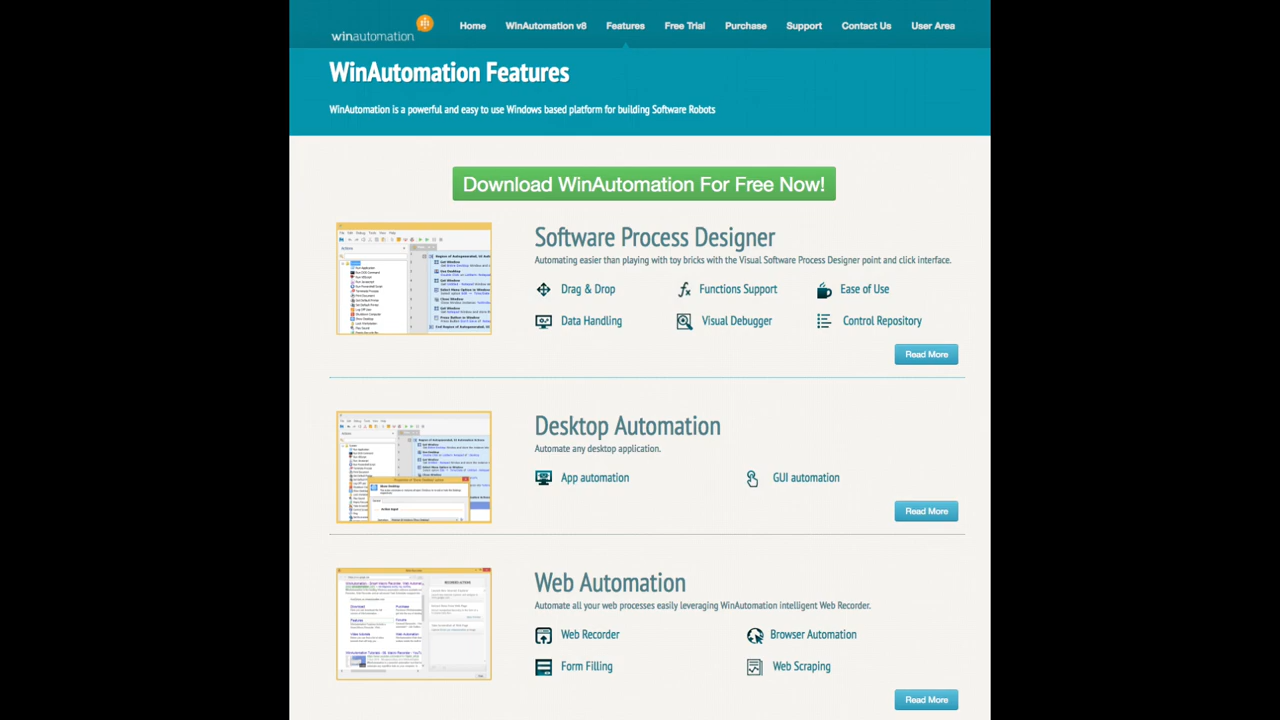 winautomation
Home WinAutomation v8 Features Free Trial Purchase Support Contact Us User Area
WinAutomation Features
WinAutomation is a powerful and easy to use Windows based platform for building Software Robots
Download WinAutomation For Free Now!
Software Process Designer
Automating easier than playing with toy bricks with the Visual Software Process Designer point and click interface.
Drag & Drop Functions Support Ease of Use
Data Handling Visual Debugger Control Repository
Read More
Desktop Automation
Automate any desktop application.
App automation GUI automation
Read More
Web Automation
Automate all your web processes easily leveraging WinAutomation intelligent Web Recorder.
Web Recorder Browser Automation
Form Filling Web Scraping
Read More